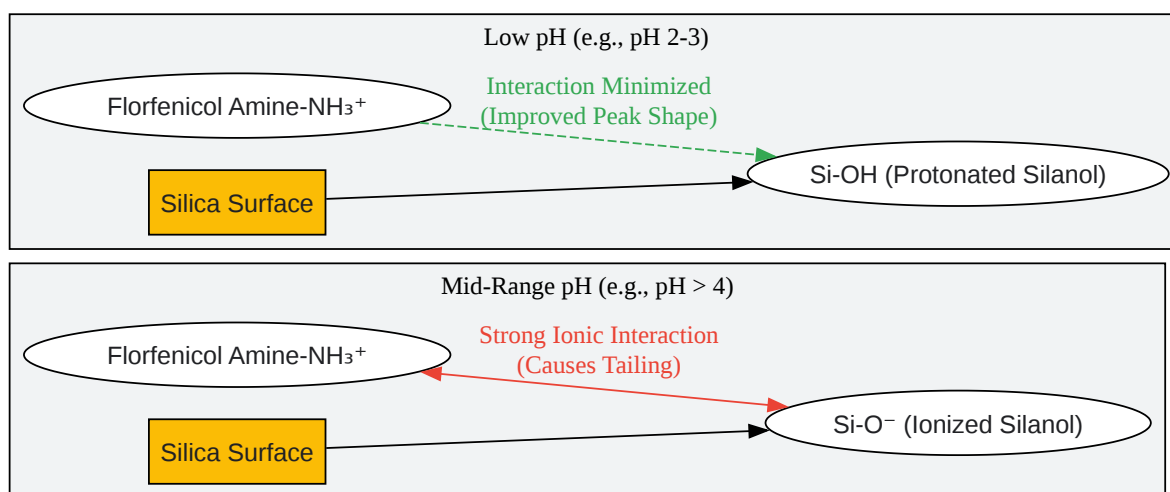 Low pH (e.g., pH 2-3)
Interaction Minimized
(Improved Peak Shape)
Florfenicol Amine-NH₃⁺
Si-OH (Protonated Silanol)
Silica Surface
Mid-Range pH (e.g., pH > 4)
Strong Ionic Interaction
(Causes Tailing)
Florfenicol Amine-NH₃⁺
Si-O⁻ (Ionized Silanol)
Silica Surface